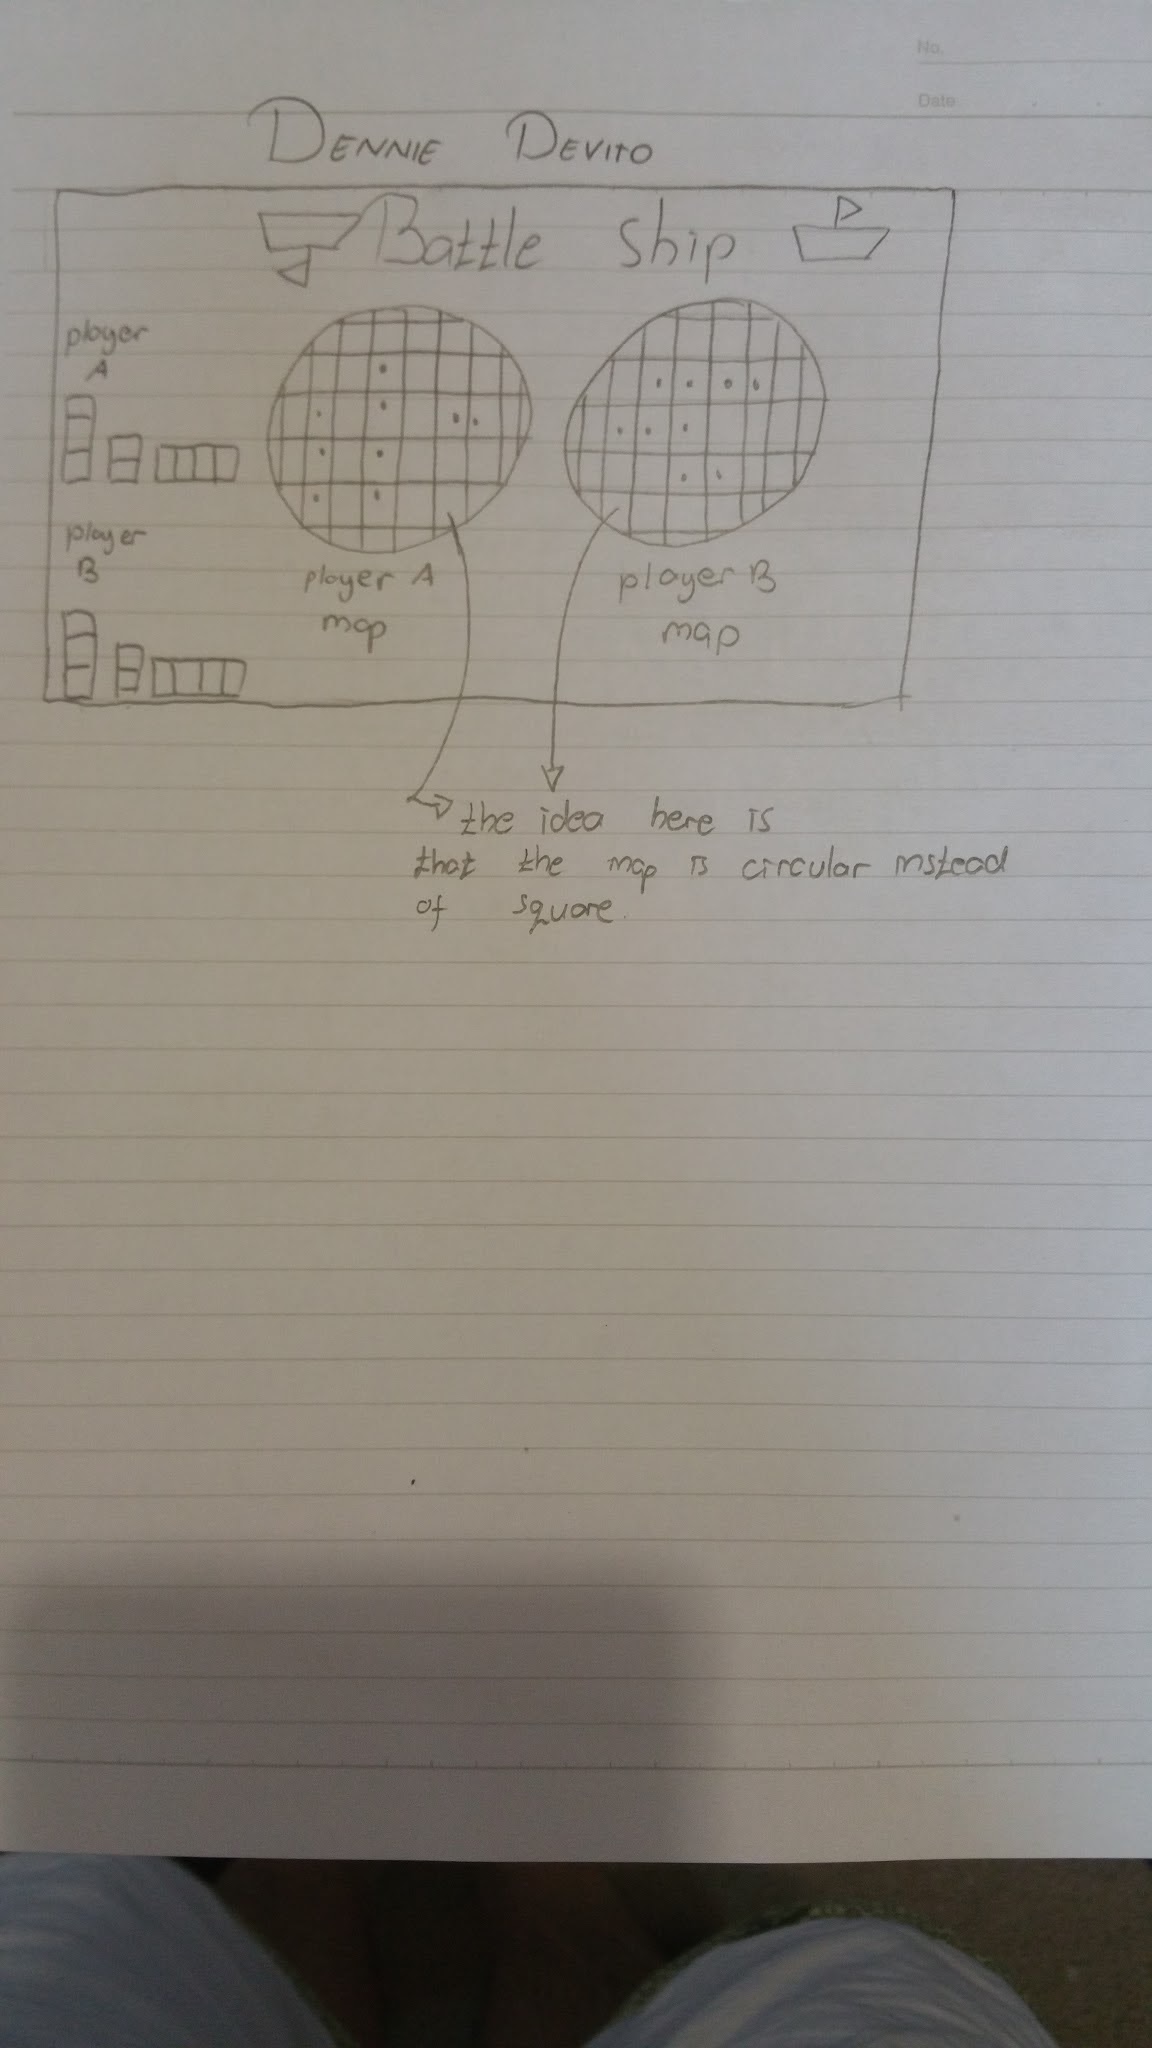 No.
Date
DENNIE DEVITO
Battle Ship
player
A
player
B
player A
map
player B
map
the idea here is
that the map is circular instead
of square.